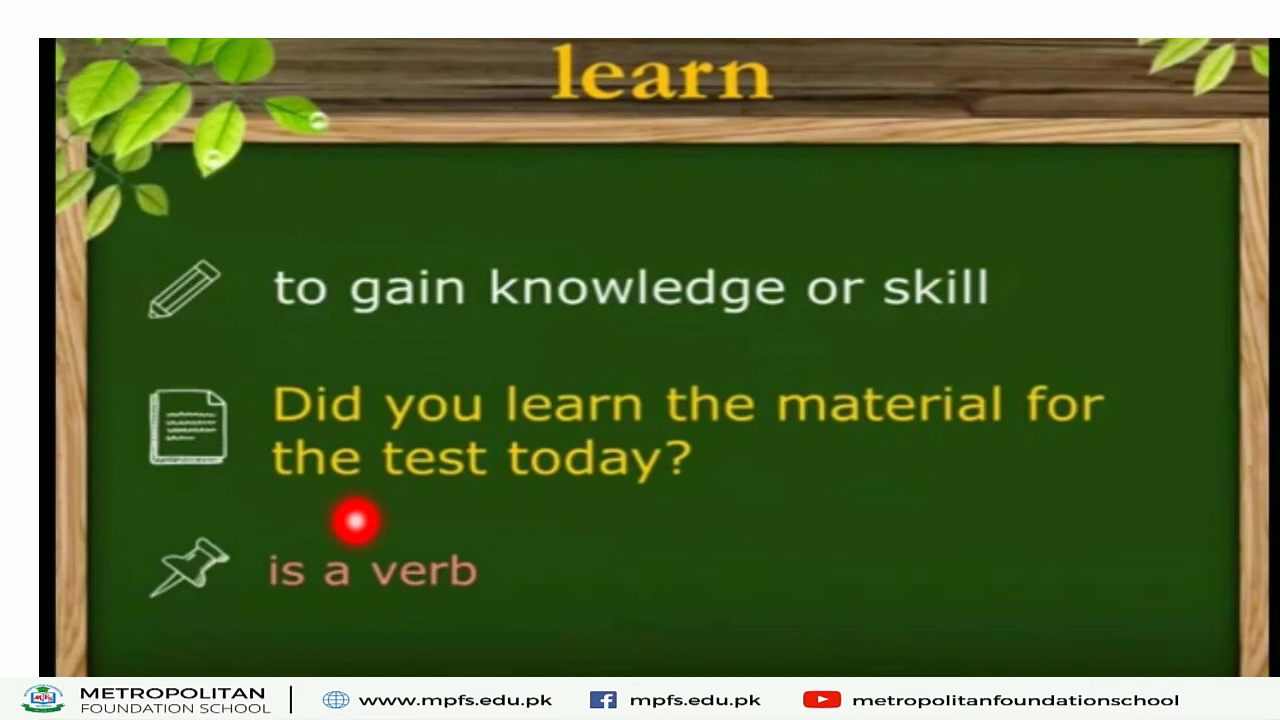 learn
to gain knowledge or skill
Did you learn the material for
the test today?
is a verb
METROPOLITAN
FOUNDATION SCHOOL
www.mpfs.edu.pk
mpfs.edu.pk
metropolitanfoundationschool